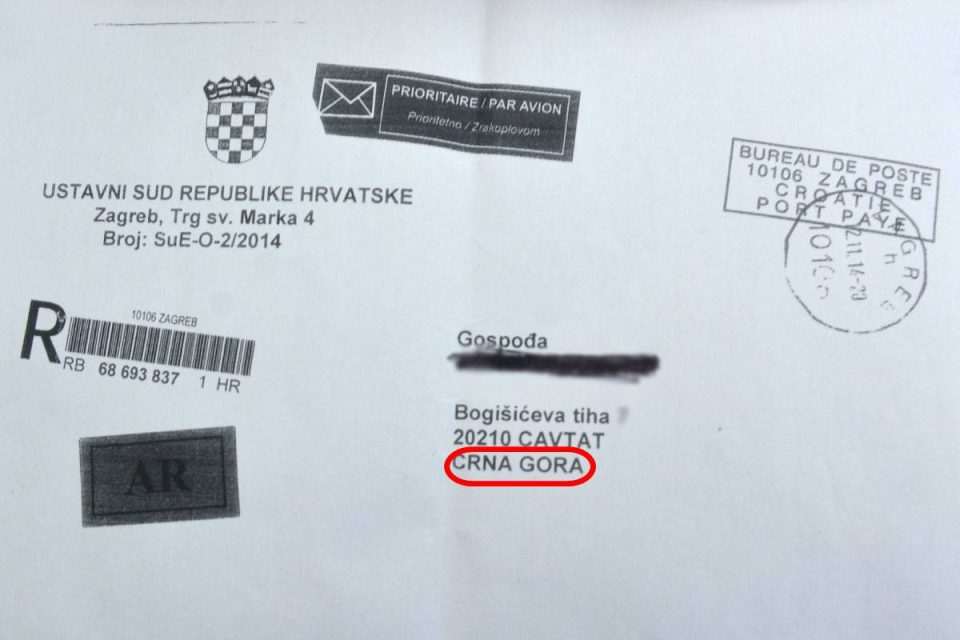 PRIORITAIRE / PAR AVION
Prioritetno / Zrakoplovom
BUREAU DE POSTE
10106 ZAGREB
CROATIE
PORT PAYÉ
USTAVNI SUD REPUBLIKE HRVATSKE
Zagreb, Trg sv. Marka 4
Broj: SuE-O-2/2014
R
10106 ZAGREB
RB 68 693 837 1 HR
AR
Gospođa
Bogišićeva tiha
20210 CAVTAT
CRNA GORA